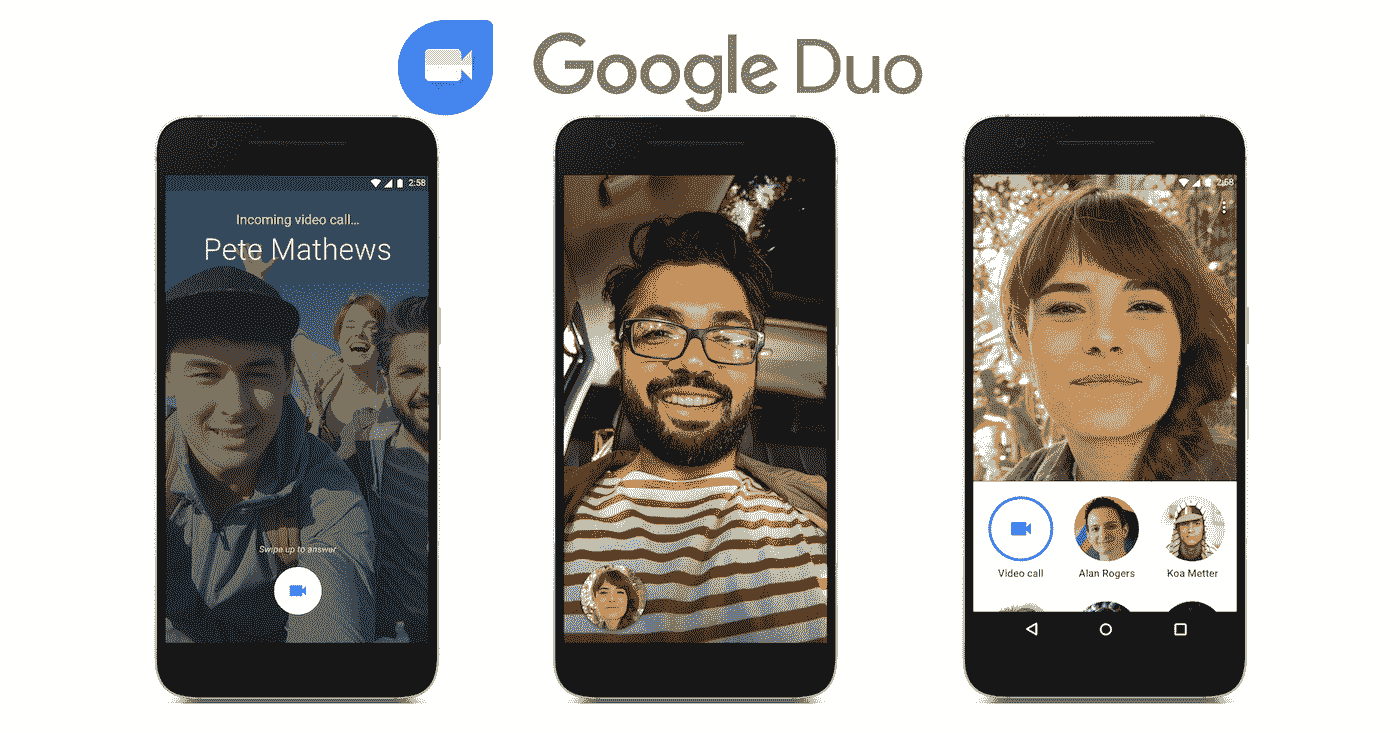 Google Duo
2:58
Incoming video call...
Pete Mathews
Swipe up to answer
2:58
Video call
Alan Rogers
Koa Metter